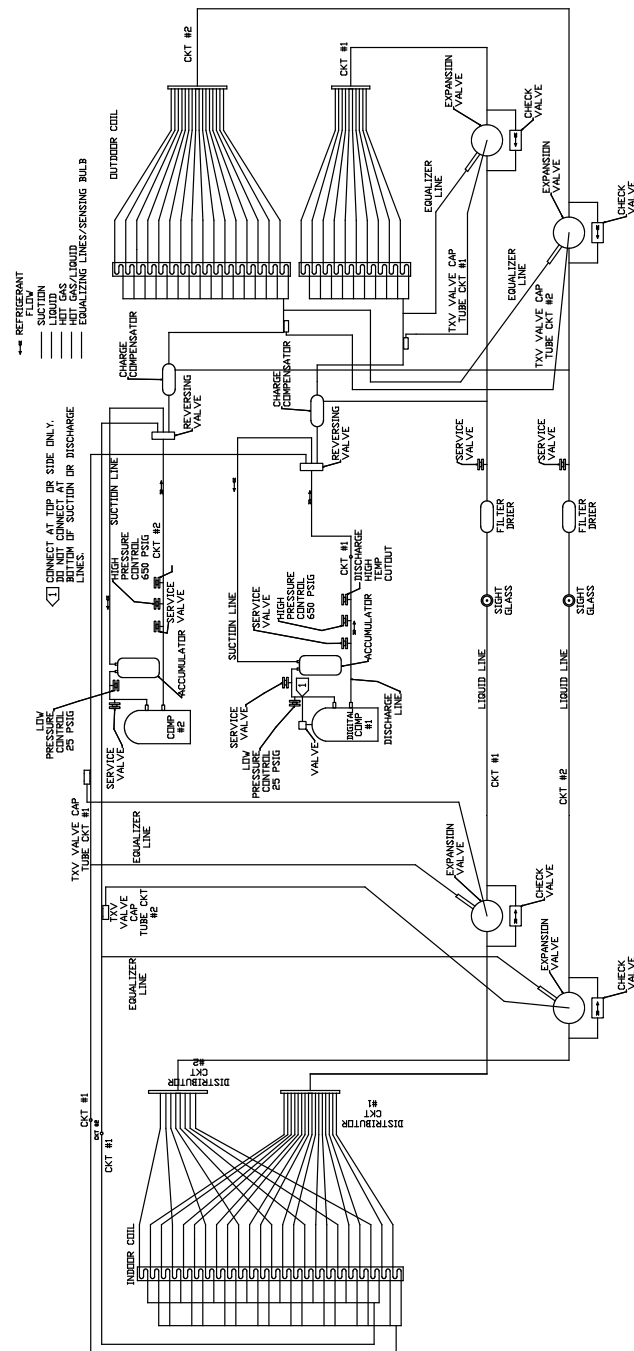 REFRIGERANT
FLOW
SUCTION
LIQUID
HOT GAS
HOT GAS/LIQUID
EQUALIZING LINES/SENSING BULB
1
CONNECT AT TOP OR SIDE ONLY.
DO NOT CONNECT AT
BOTTOM OF SUCTION OR DISCHARGE
LINES.
OUTDOOR COIL
CKT #2
CKT #1
CHARGE
COMPENSATOR
REVERSING
VALVE
CHARGE
COMPENSATOR
REVERSING
VALVE
EQUALIZER
LINE
TXV VALVE CAP
TUBE CKT #1
EXPANSION
VALVE
CHECK
VALVE
EQUALIZER
LINE
TXV VALVE CAP
TUBE CKT #2
EXPANSION
VALVE
CHECK
VALVE
SUCTION LINE
CKT #2
HIGH
PRESSURE
CONTROL
650 PSIG
SERVICE
VALVE
ACCUMULATOR
LOW
PRESSURE
CONTROL
25 PSIG
SERVICE
VALVE
COMP
#2
SUCTION LINE
SERVICE
VALVE
HIGH
PRESSURE
CONTROL
650 PSIG
CKT #1
DISCHARGE
HIGH
TEMP
CUTOUT
ACCUMULATOR
DISCHARGE
LINE
SERVICE
VALVE
1
LOW
PRESSURE
CONTROL
25 PSIG
VALVE
DIGITAL
COMP
#1
SERVICE
VALVE
FILTER
DRIER
SIGHT
GLASS
LIQUID LINE
CKT #1
SERVICE
VALVE
FILTER
DRIER
SIGHT
GLASS
LIQUID LINE
CKT #2
TXV VALVE CAP
TUBE CKT #1
EQUALIZER
LINE
TXV
VALVE
CAP
TUBE CKT
#2
EQUALIZER
LINE
EXPANSION
VALVE
CHECK
VALVE
EXPANSION
VALVE
CHECK
VALVE
CKT #1
CKT #2
CKT #1
DISTRIBUTOR
CKT
#2
DISTRIBUTOR
CKT
#1
INDOOR COIL